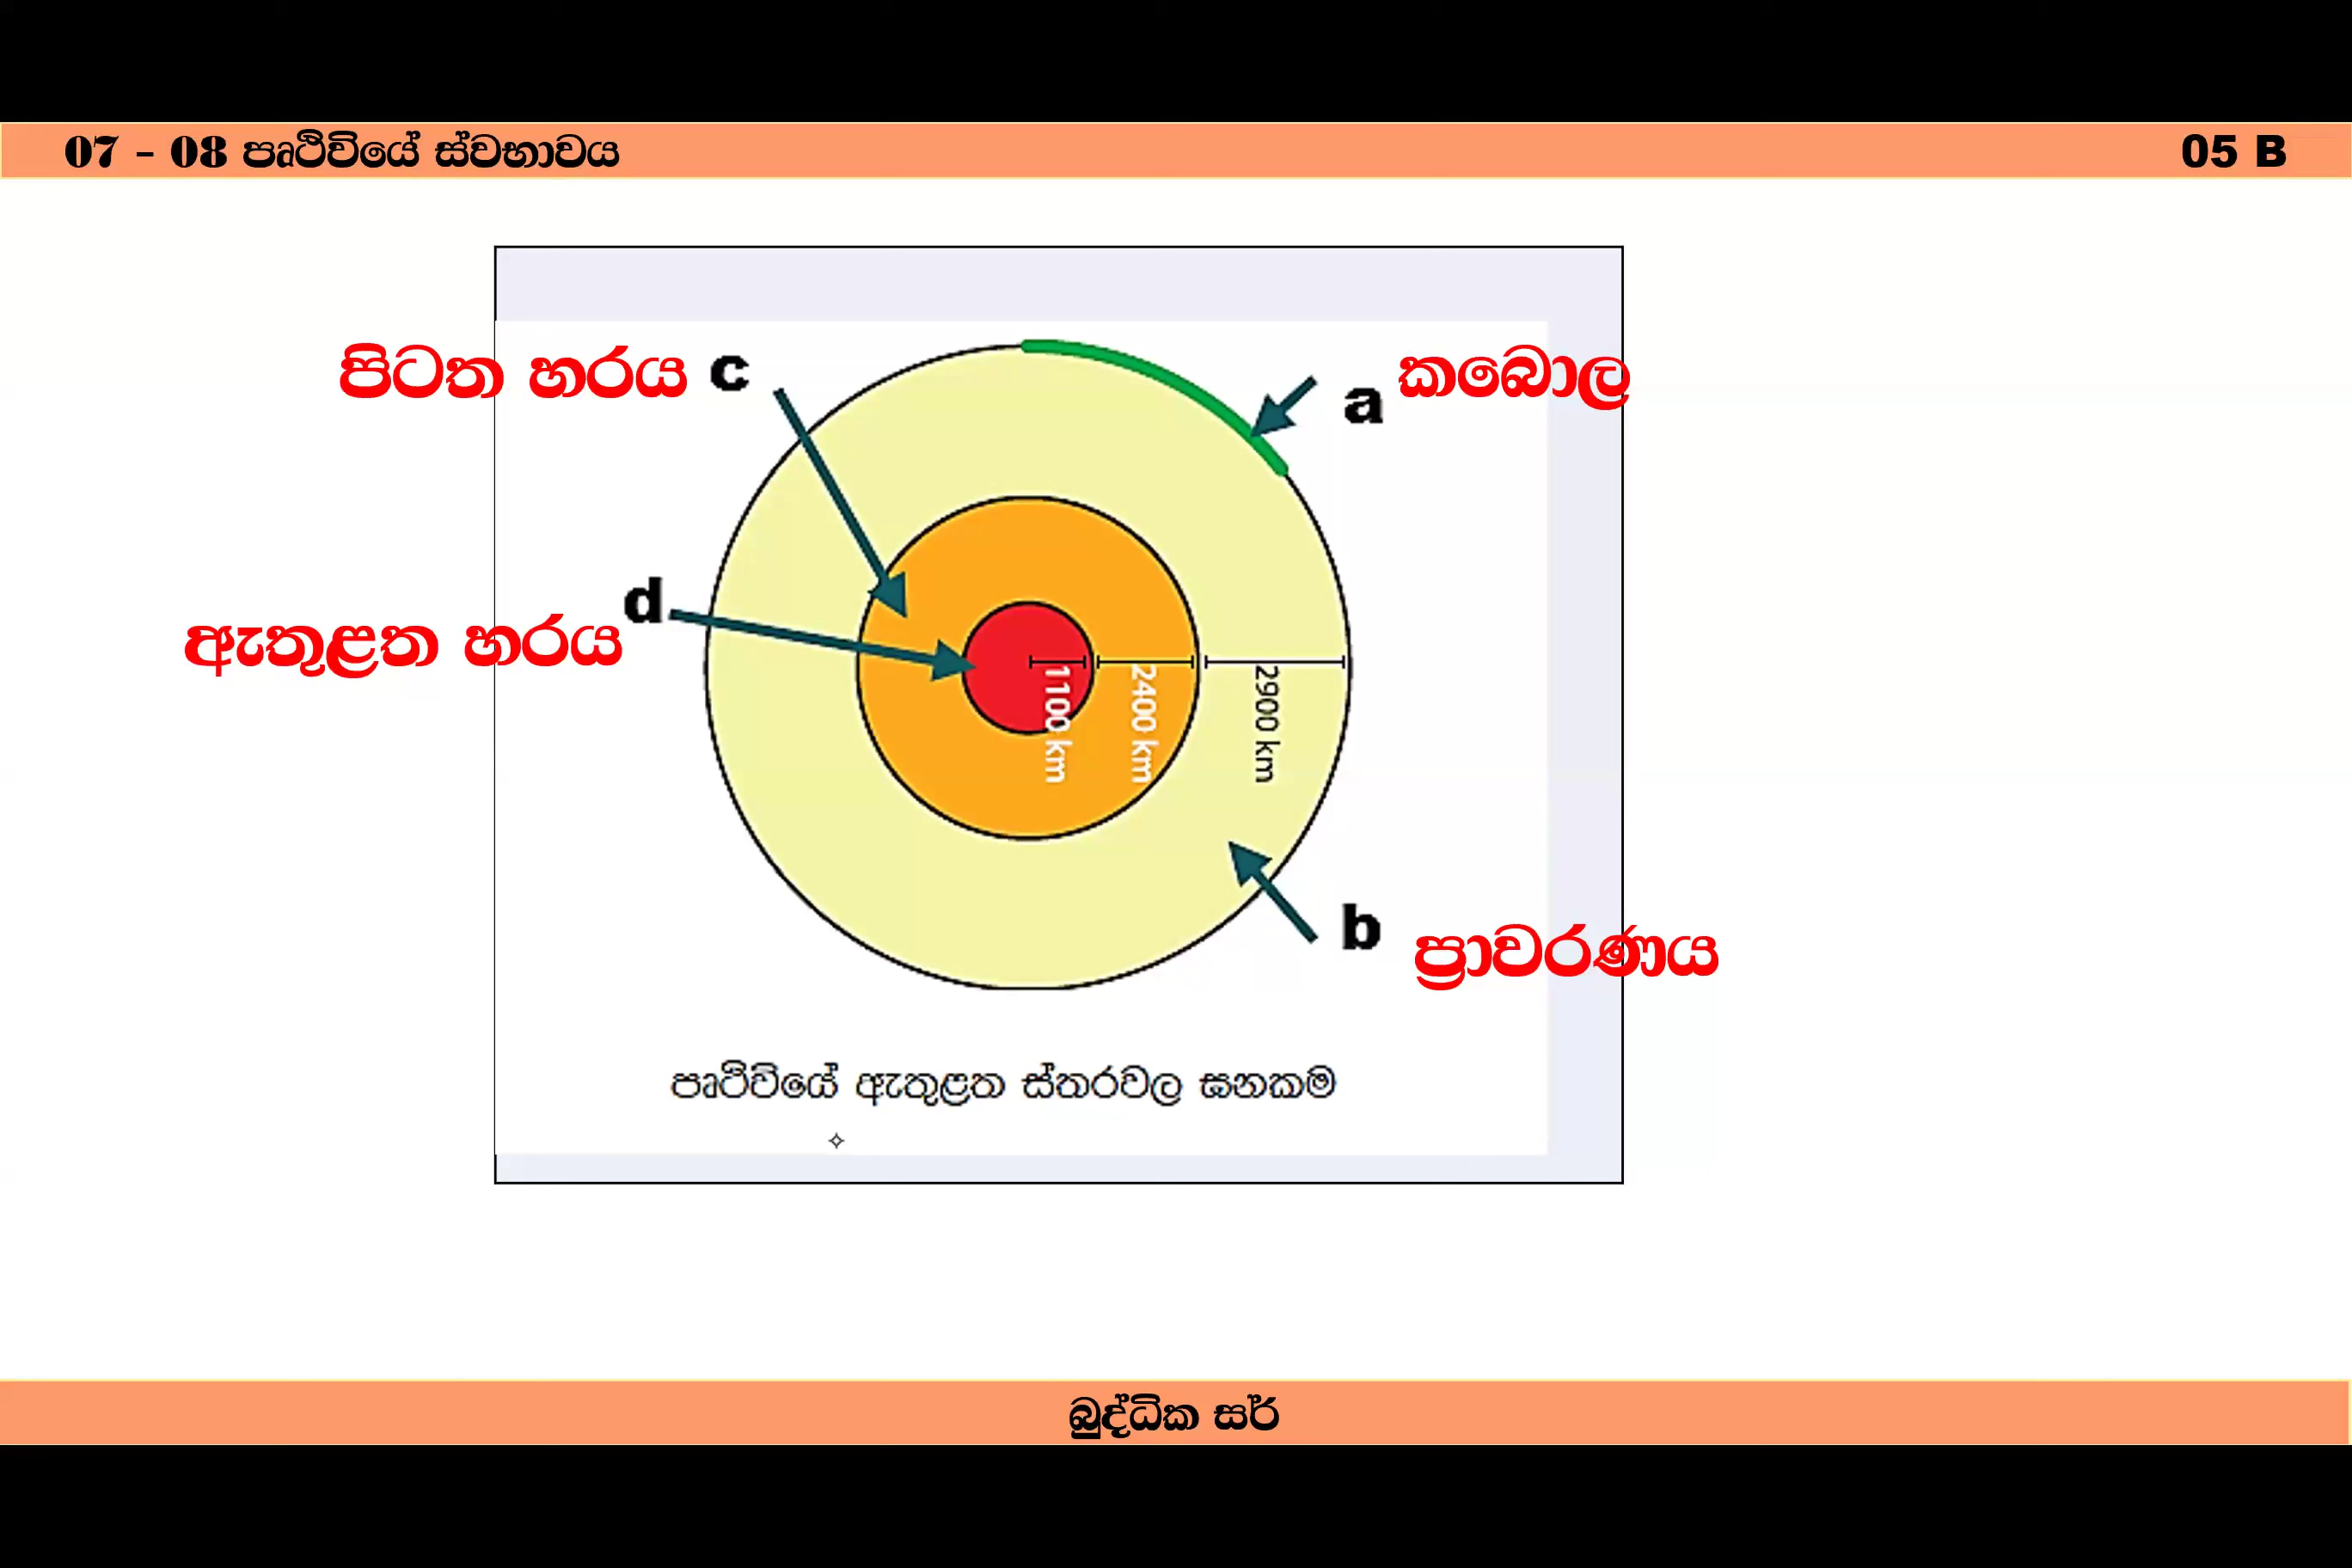 07 - 08 පෘථිවියේ ස්වභාවය
05 B
පිටත හරය c
a කබොල
d
ඇතුළත හරය
1100 km
2400 km
2900 km
b ප්‍රාවරණය
පෘථිවියේ ඇතුළත ස්තරවල ඝනකම
බුද්ධික සර්